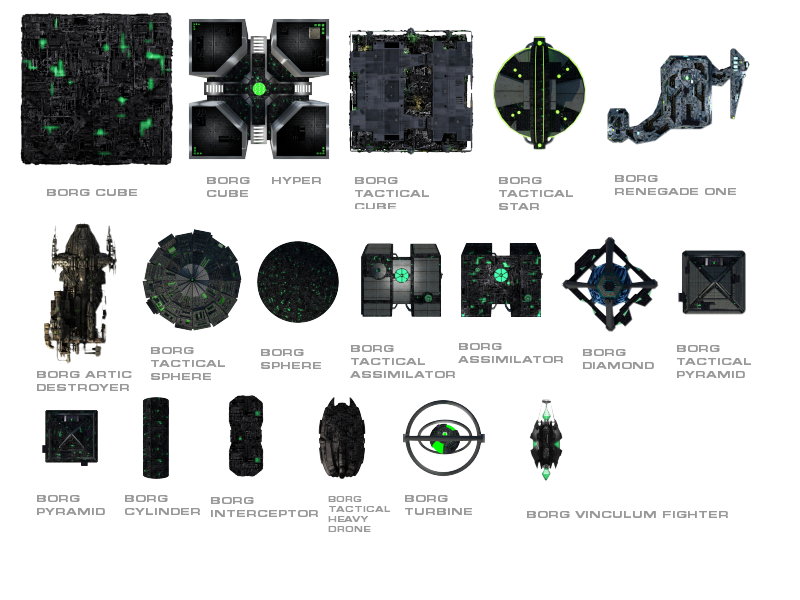 BORG CUBE
BORG HYPER
CUBE
BORG
TACTICAL
CUBE
BORG
TACTICAL
STAR
BORG
RENEGADE ONE
BORG ARTIC
DESTROYER
BORG
TACTICAL
SPHERE
BORG
SPHERE
BORG
TACTICAL
ASSIMILATOR
BORG
ASSIMILATOR
BORG
DIAMOND
BORG
TACTICAL
PYRAMID
BORG
PYRAMID
BORG
CYLINDER
BORG
INTERCEPTOR
BORG
TACTICAL
HEAVY
DRONE
BORG
TURBINE
BORG VINCULUM FIGHTER